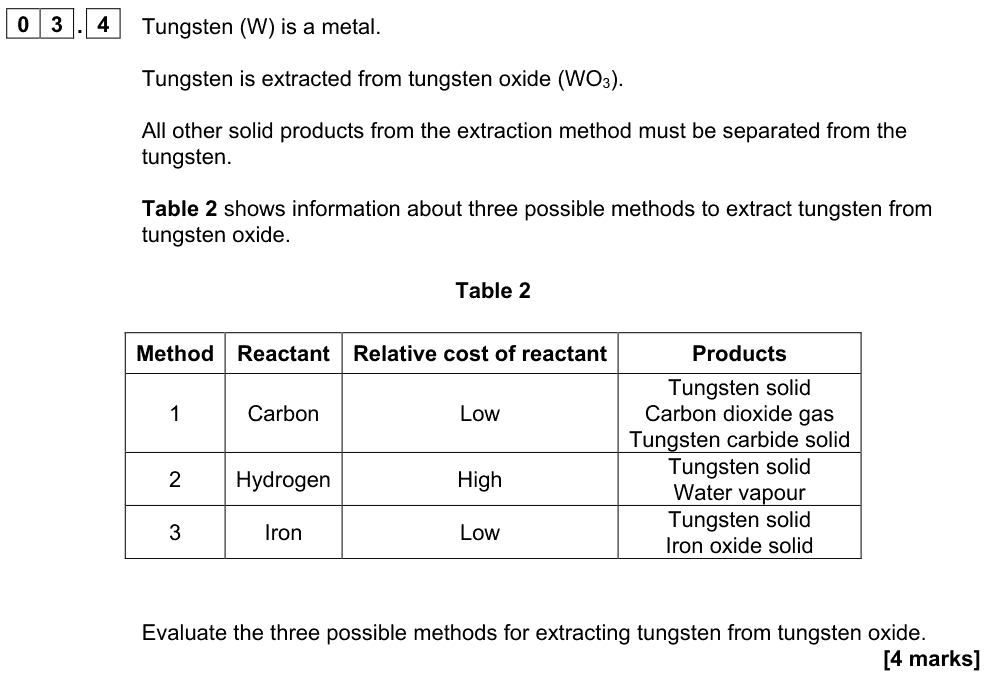 0 3 . 4 Tungsten (W) is a metal.
Tungsten is extracted from tungsten oxide (WO₃).
All other solid products from the extraction method must be separated from the
tungsten.
Table 2 shows information about three possible methods to extract tungsten from
tungsten oxide.
Table 2
Method Reactant Relative cost of reactant Products
1 Carbon Low Tungsten solid
Carbon dioxide gas
Tungsten carbide solid
2 Hydrogen High Tungsten solid
Water vapour
3 Iron Low Tungsten solid
Iron oxide solid
Evaluate the three possible methods for extracting tungsten from tungsten oxide.
[4 marks]